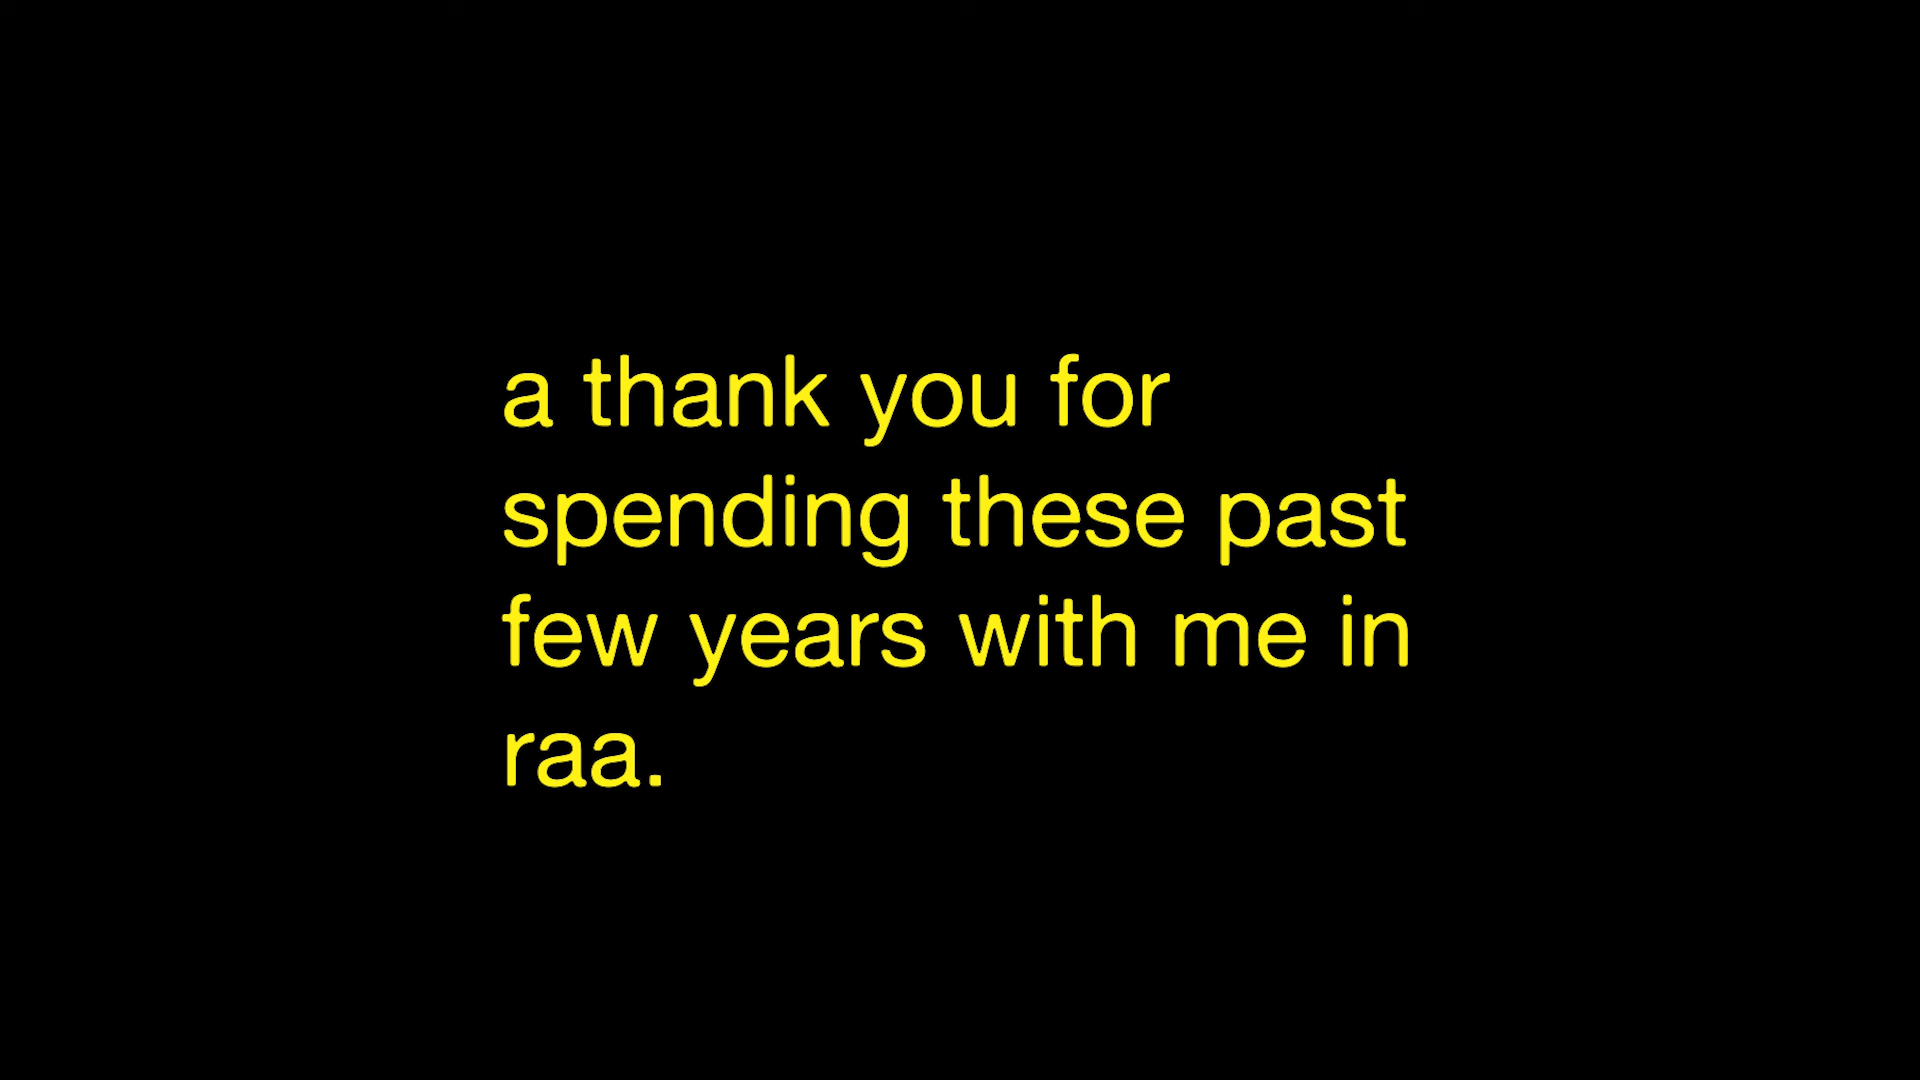 a thank you for
spending these past
few years with me in
raa.